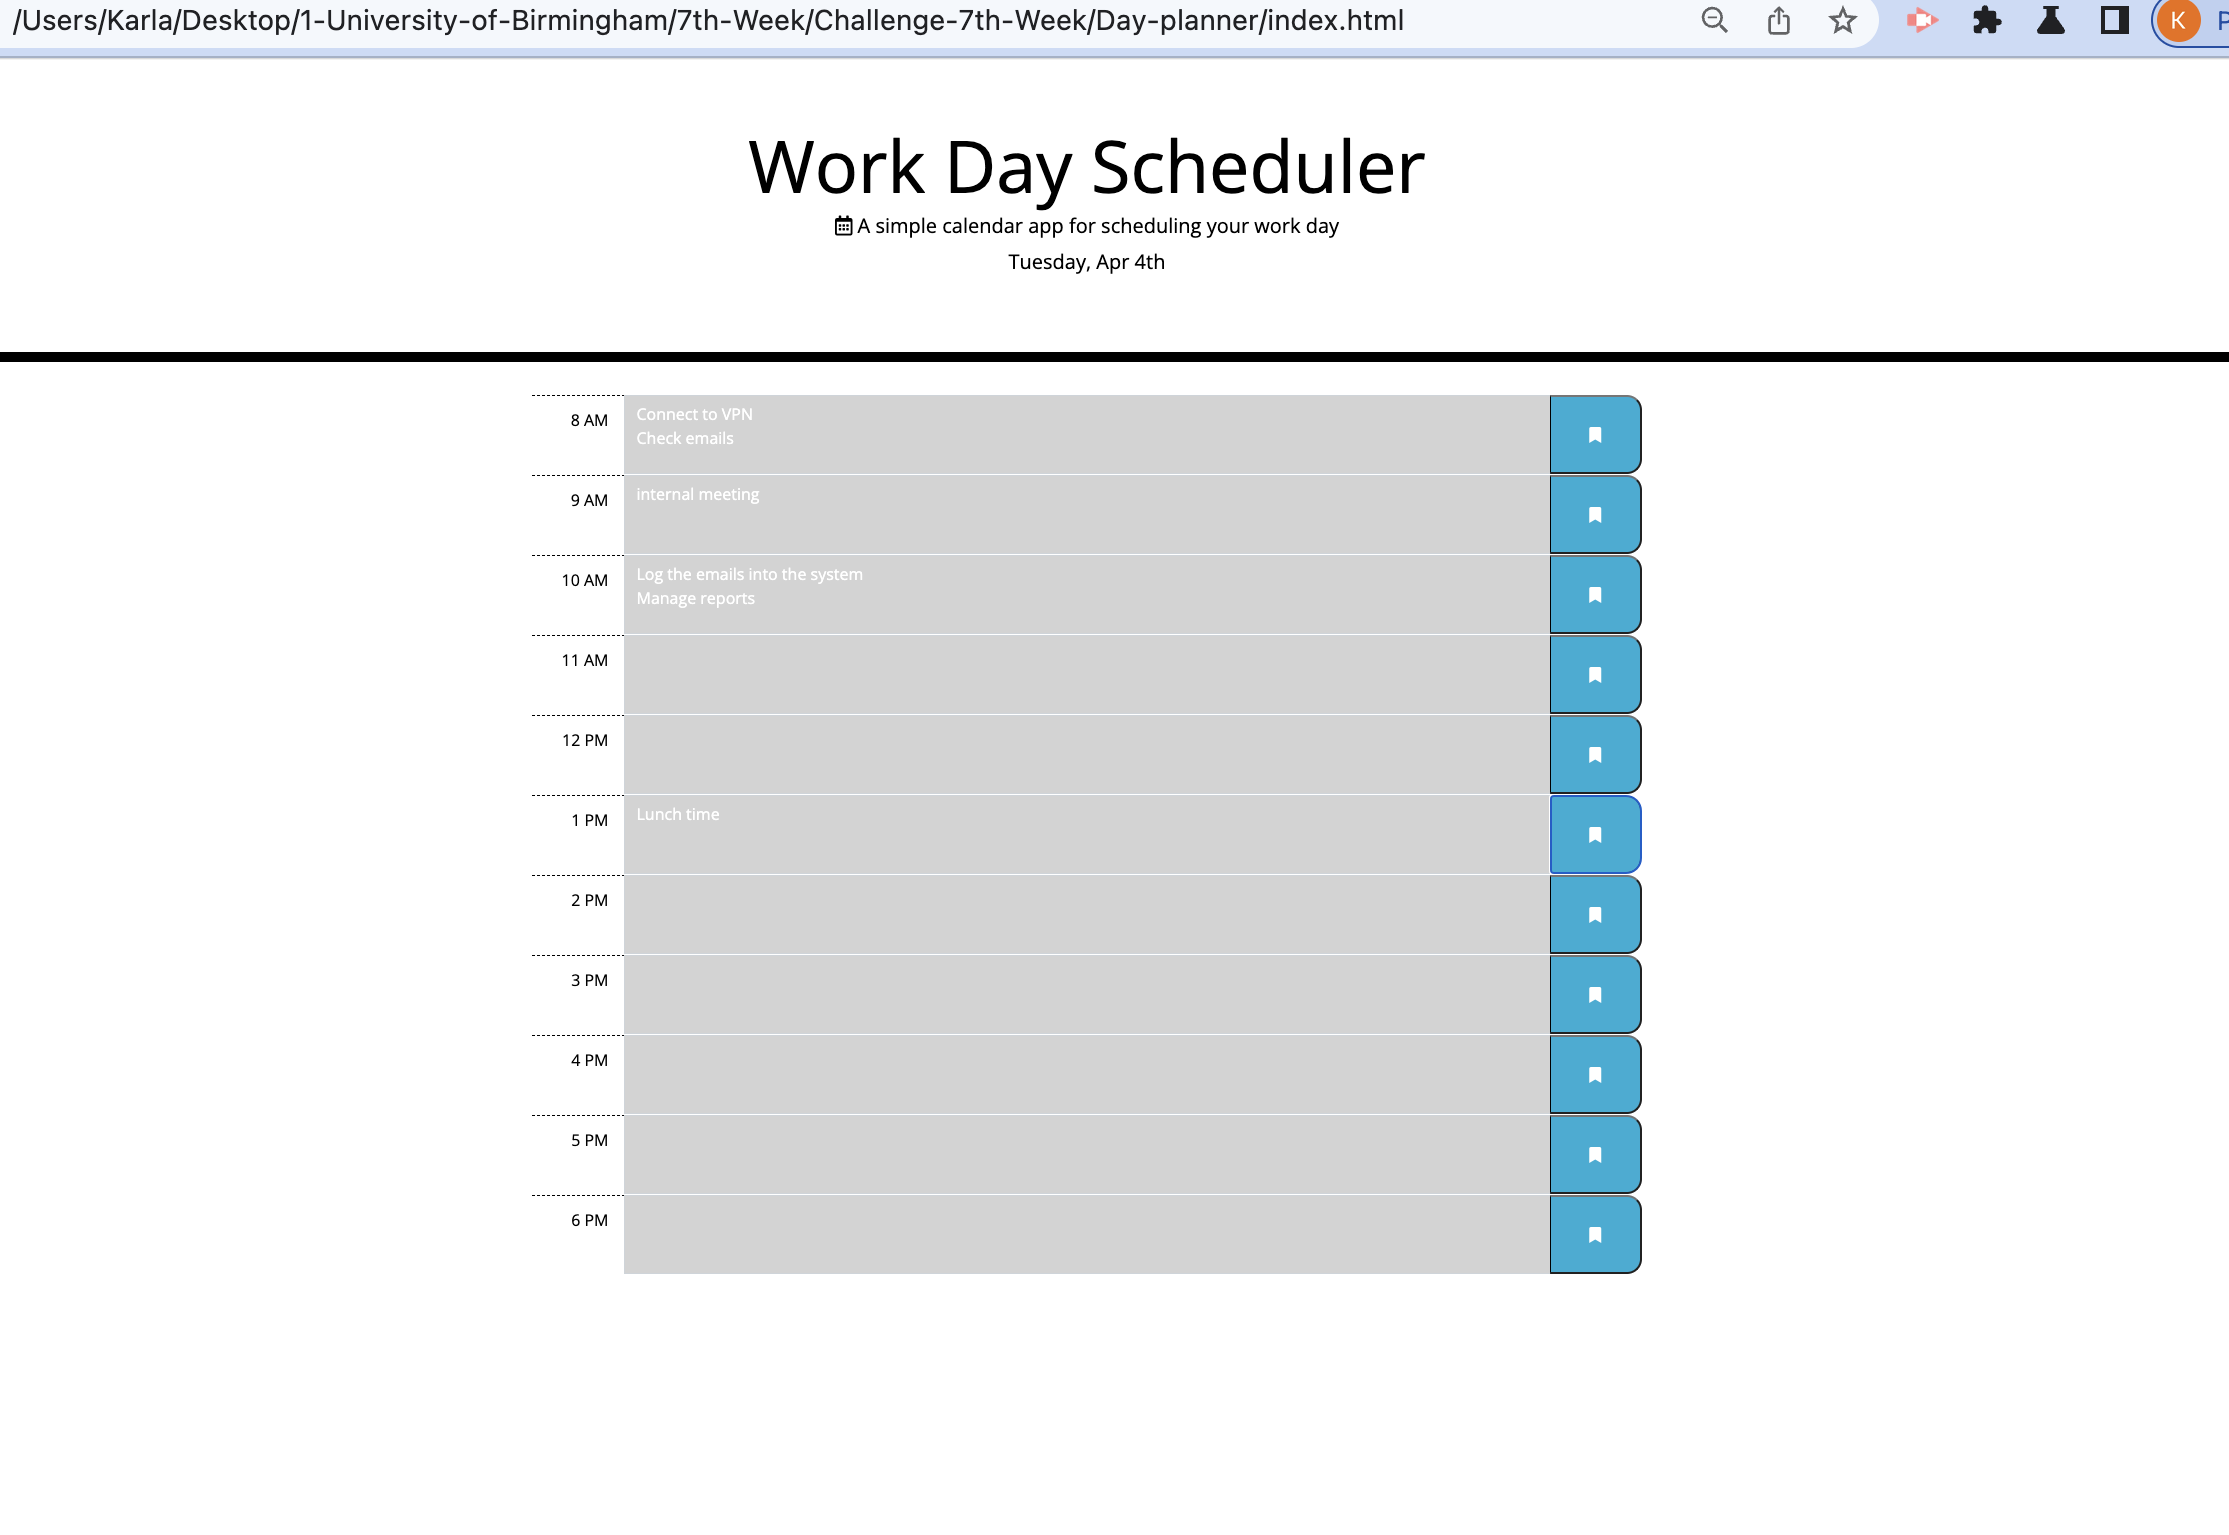 /Users/Karla/Desktop/1-University-of-Birmingham/7th-Week/Challenge-7th-Week/Day-planner/index.html
K
Work Day Scheduler
A simple calendar app for scheduling your work day
Tuesday, Apr 4th
8 AM
Connect to VPN
Check emails
9 AM
internal meeting
10 AM
Log the emails into the system
Manage reports
11 AM
12 PM
1 PM
Lunch time
2 PM
3 PM
4 PM
5 PM
6 PM